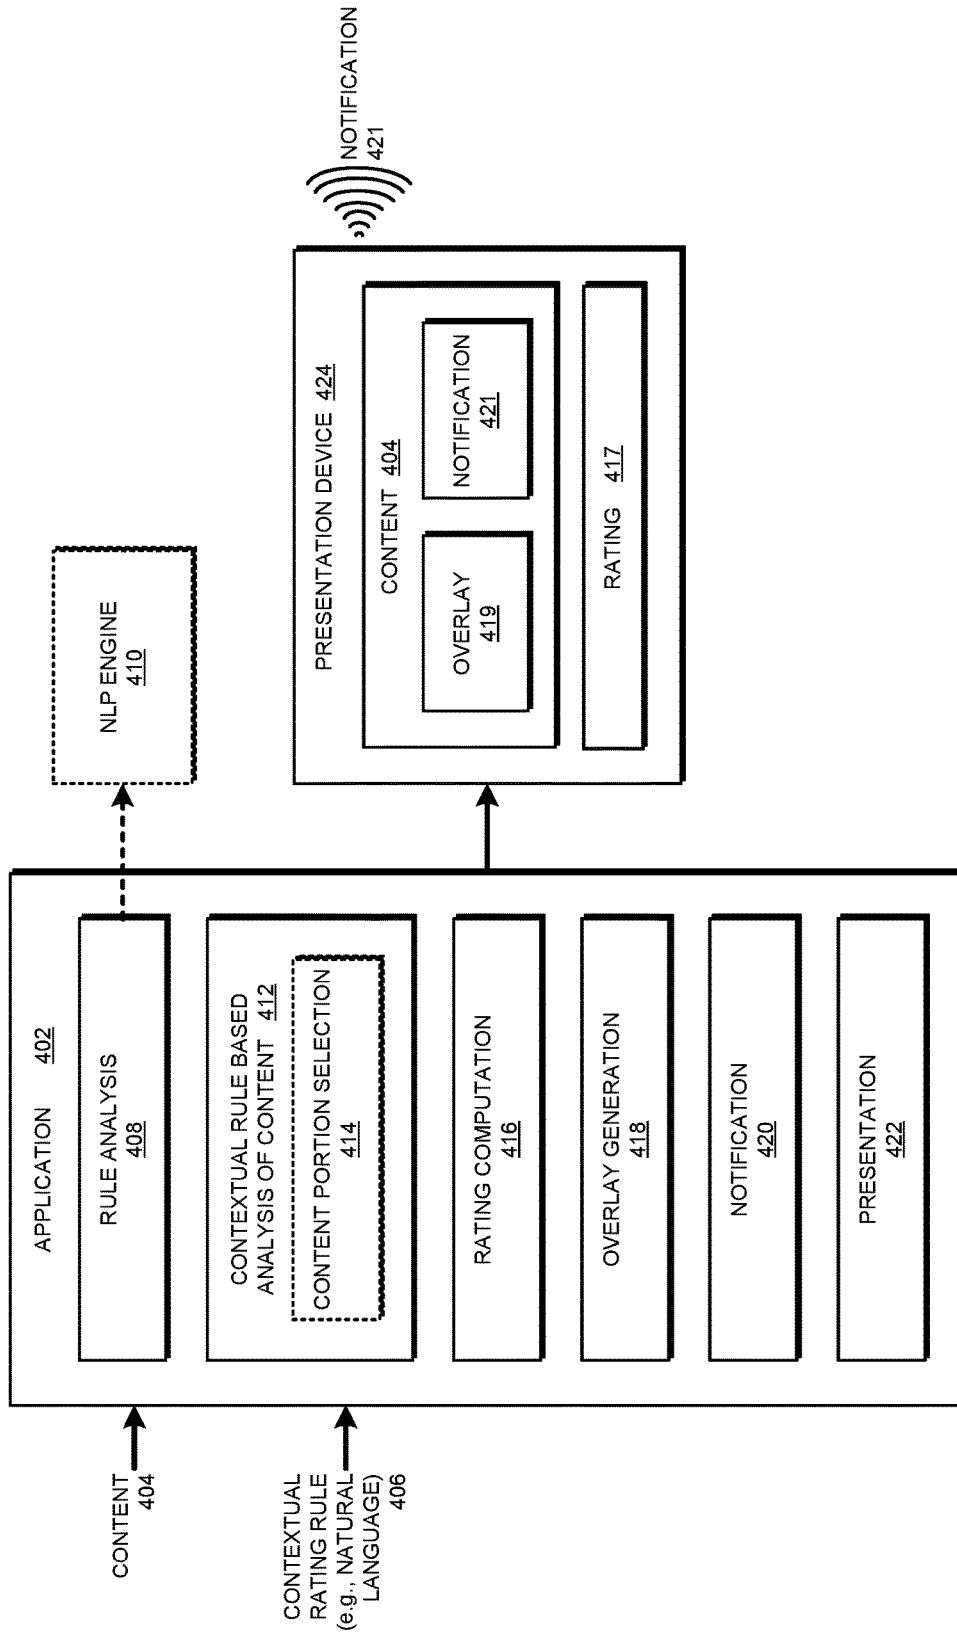 CONTENT
404
CONTEXTUAL
RATING RULE
(e.g., NATURAL
LANGUAGE)
406
APPLICATION 402
RULE ANALYSIS
408
CONTEXTUAL RULE BASED
ANALYSIS OF CONTENT 412
CONTENT PORTION SELECTION
414
RATING COMPUTATION
416
OVERLAY GENERATION
418
NOTIFICATION
420
PRESENTATION
422
NLP ENGINE
410
PRESENTATION DEVICE 424
CONTENT 404
OVERLAY
419
NOTIFICATION
421
RATING 417
NOTIFICATION
421